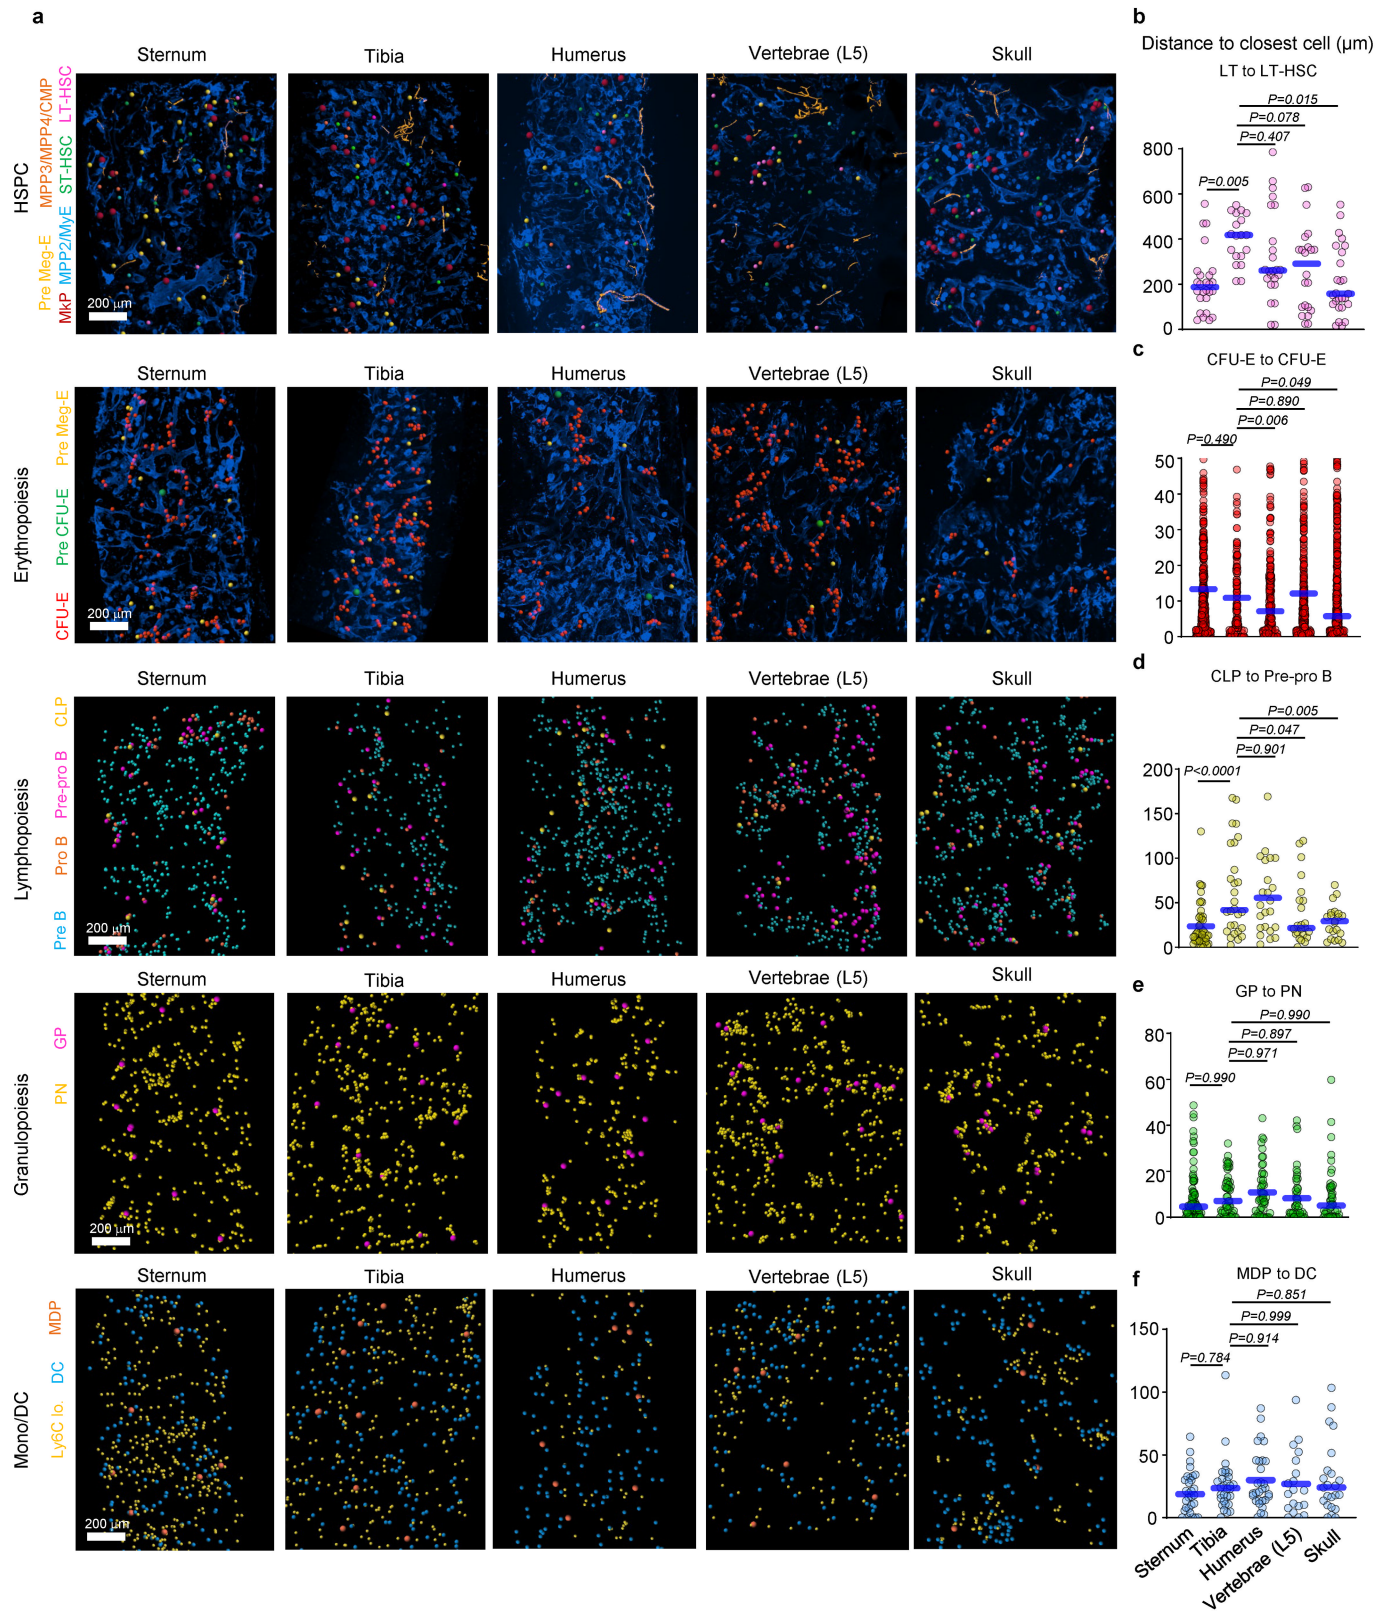 a
Sternum
Tibia
Humerus
Vertebrae (L5)
Skull
HSPC
Pre Meg-E MPP3/MPP4/CMP LT-HSC
MkP MPP2/MyE ST-HSC
200 μm
Sternum
Tibia
Humerus
Vertebrae (L5)
Skull
Erythropoiesis
CFU-E Pre CFU-E Pre Meg-E
200 μm
Sternum
Tibia
Humerus
Vertebrae (L5)
Skull
Lymphopoiesis
Pre B Pro B Pre-pro B CLP
200 μm
Sternum
Tibia
Humerus
Vertebrae (L5)
Skull
Granulopoiesis
PN GP
200 μm
Sternum
Tibia
Humerus
Vertebrae (L5)
Skull
Mono/DC
Ly6C lo. DC MDP
200 μm
b
Distance to closest cell (μm)
LT to LT-HSC
P=0.015
P=0.078
P=0.407
P=0.005
800
600
400
200
0
c
CFU-E to CFU-E
P=0.049
P=0.890
P=0.006
P=0.490
50
40
30
20
10
0
d
CLP to Pre-pro B
P=0.005
P=0.047
P=0.901
P<0.0001
200
150
100
50
0
e
GP to PN
P=0.990
P=0.897
P=0.971
P=0.990
80
60
40
20
0
f
MDP to DC
P=0.851
P=0.999
P=0.914
P=0.784
150
100
50
0
Sternum
Tibia
Humerus
Vertebrae (L5)
Skull